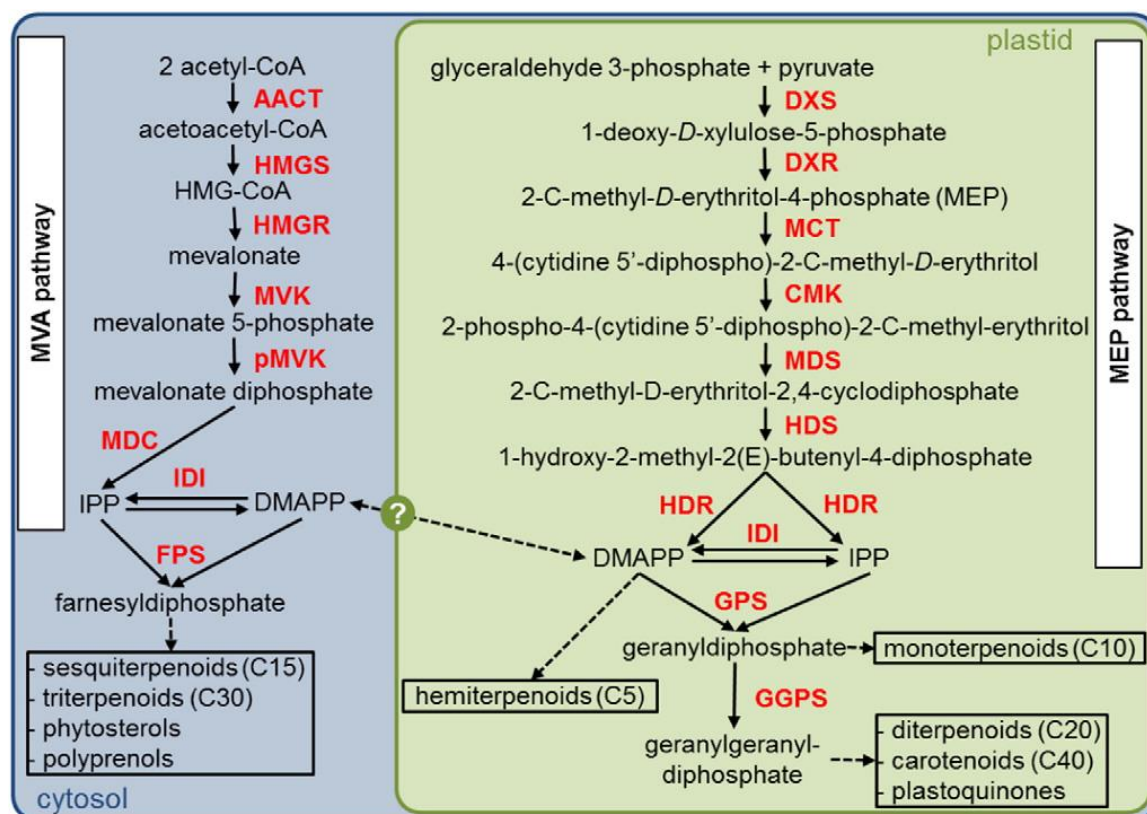 MVA pathway
2 acetyl-CoA
AACT
acetoacetyl-CoA
HMGS
HMG-CoA
HMGR
mevalonate
MVK
mevalonate 5-phosphate
pMVK
mevalonate diphosphate
MDC
IDI
IPP
DMAPP
FPS
farnesyldiphosphate
- sesquiterpenoids (C15)
- triterpenoids (C30)
- phytosterols
- polyprenols
cytosol
?
plastid
MEP pathway
glyceraldehyde 3-phosphate + pyruvate
DXS
1-deoxy-D-xylulose-5-phosphate
DXR
2-C-methyl-D-erythritol-4-phosphate (MEP)
MCT
4-(cytidine 5’-diphospho)-2-C-methyl-D-erythritol
CMK
2-phospho-4-(cytidine 5’-diphospho)-2-C-methyl-erythritol
MDS
2-C-methyl-D-erythritol-2,4-cyclodiphosphate
HDS
1-hydroxy-2-methyl-2(E)-butenyl-4-diphosphate
HDR
HDR
IDI
DMAPP
IPP
GPS
geranyldiphosphate
monoterpenoids (C10)
hemiterpenoids (C5)
GGPS
geranylgeranyl-
diphosphate
- diterpenoids (C20)
- carotenoids (C40)
- plastoquinones